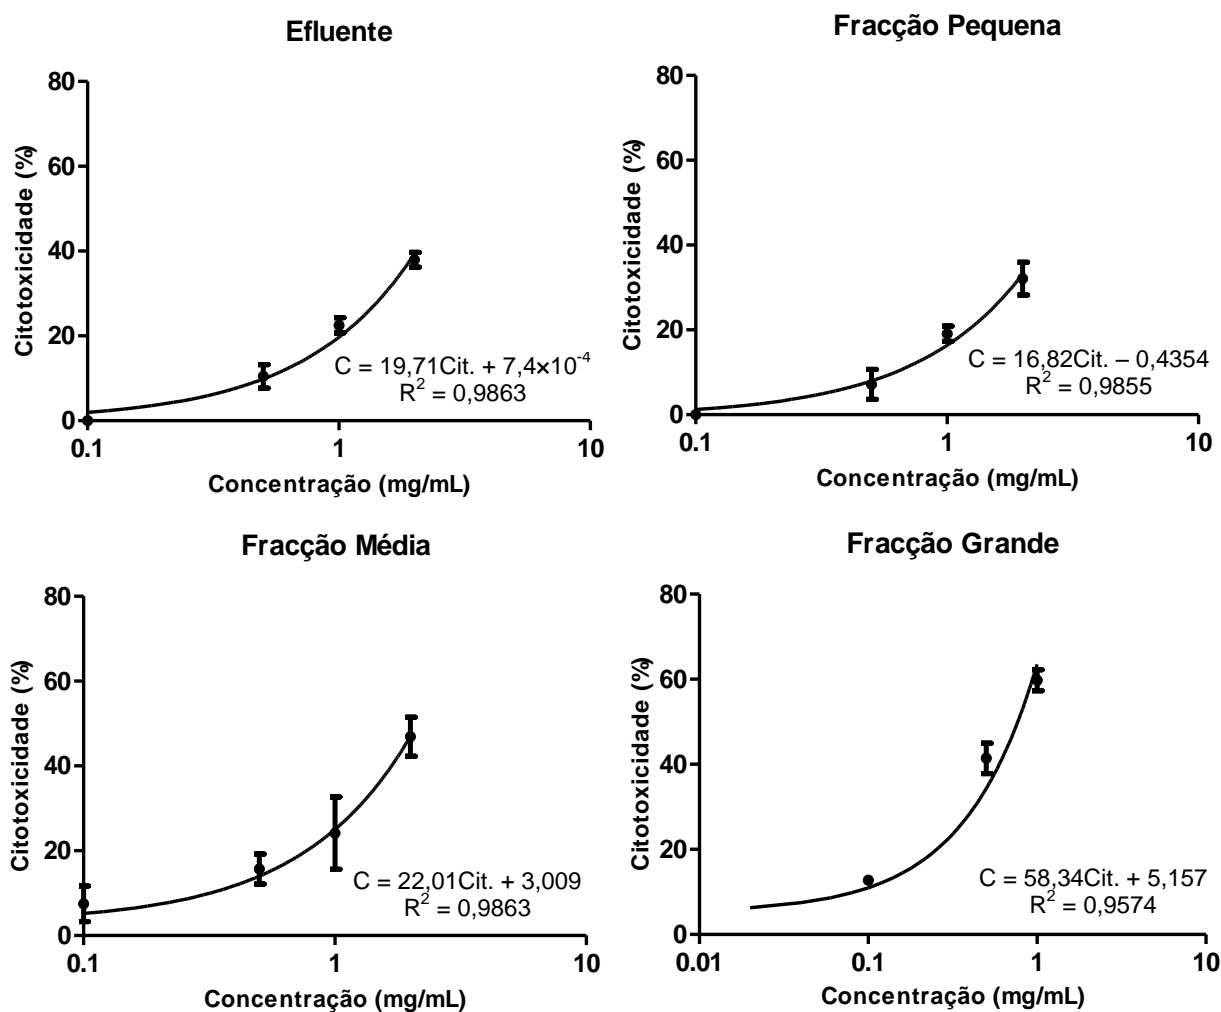 Efluente
80
60
40
20
0
Citotoxicidade (%)
C = 19,71Cit. + 7,4×10⁻⁴
R² = 0,9863
0.1 1 10
Concentração (mg/mL)
Fracção Pequena
80
60
40
20
0
Citotoxicidade (%)
C = 16,82Cit. – 0,4354
R² = 0,9855
0.1 1 10
Concentração (mg/mL)
Fracção Média
80
60
40
20
0
Citotoxicidade (%)
C = 22,01Cit. + 3,009
R² = 0,9863
0.1 1 10
Concentração (mg/mL)
Fracção Grande
80
60
40
20
0
Citotoxicidade (%)
C = 58,34Cit. + 5,157
R² = 0,9574
0.01 0.1 1 10
Concentração (mg/mL)